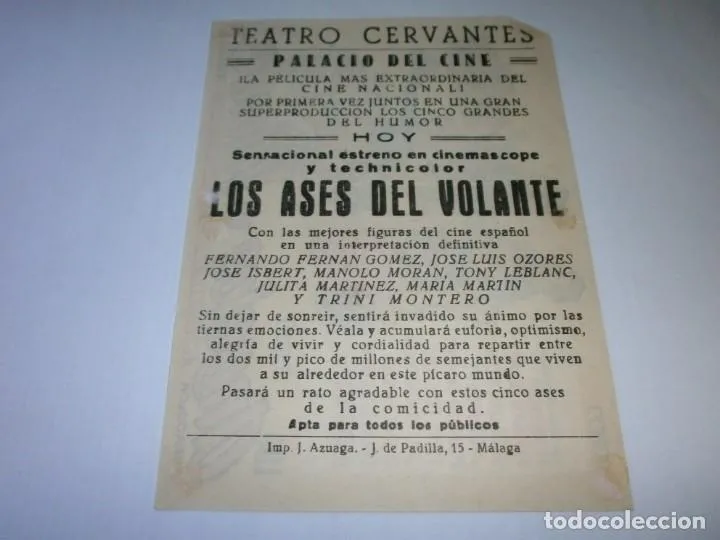 TEATRO CERVANTES
PALACIO DEL CINE
¡LA PELICULA MAS EXTRAORDINARIA DEL
CINE NACIONAL!
POR PRIMERA VEZ JUNTOS EN UNA GRAN
SUPERPRODUCCION LOS CINCO GRANDES
DEL HUMOR
HOY
Sensacional estreno en cinemascope
y technicolor
LOS ASES DEL VOLANTE
Con las mejores figuras del cine español
en una interpretación definitiva
FERNANDO FERNAN GOMEZ, JOSE LUIS OZORES
JOSE ISBERT, MANOLO MORAN, TONY LEBLANC,
JULITA MARTINEZ, MARIA MARTIN
Y TRINI MONTERO
Sin dejar de sonreir, sentirá invadido su ánimo por las
tiernas emociones. Véala y acumulará euforia, optimismo,
alegría de vivir y cordialidad para repartir entre
los dos mil y pico de millones de semejantes que viven
a su alrededor en este pícaro mundo.
Pasará un rato agradable con estos cinco ases
de la comicidad.
Apta para todos los públicos
Imp. J. Azuaga. - J. de Padilla, 15 - Málaga
todocoleccion